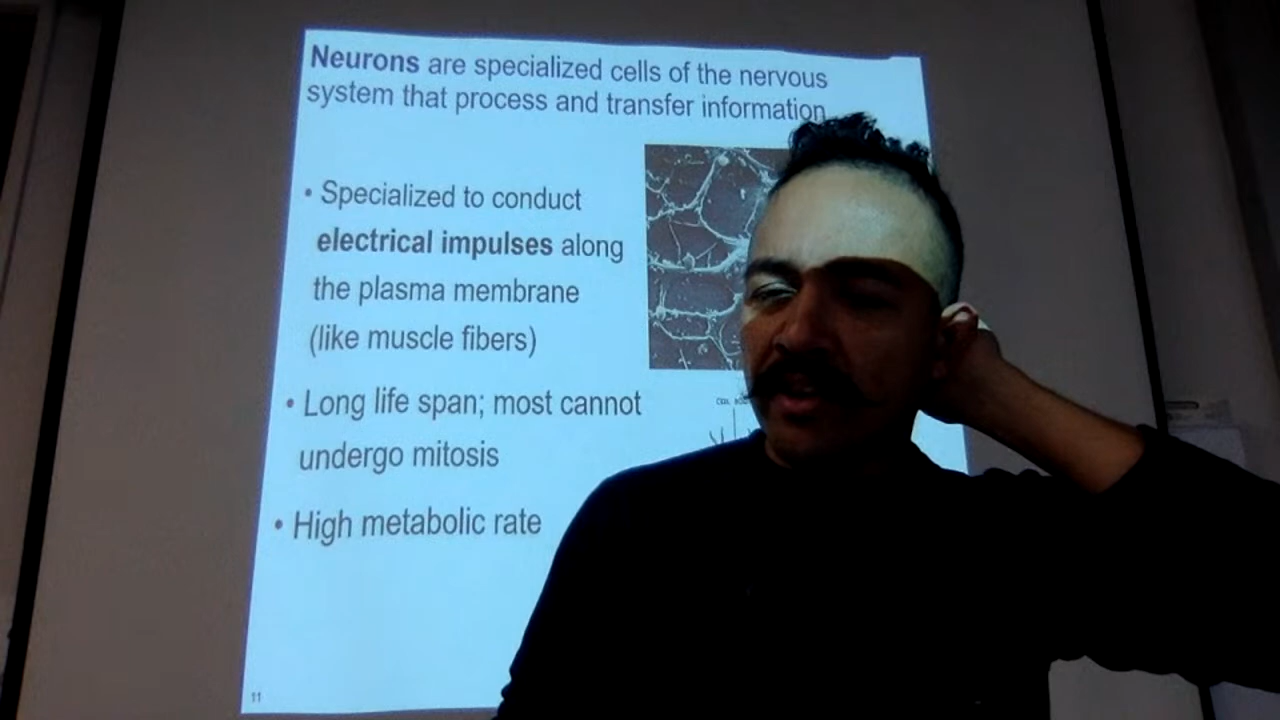 Neurons are specialized cells of the nervous
system that process and transfer information
• Specialized to conduct
electrical impulses along
the plasma membrane
(like muscle fibers)
• Long life span; most cannot
undergo mitosis
• High metabolic rate
11